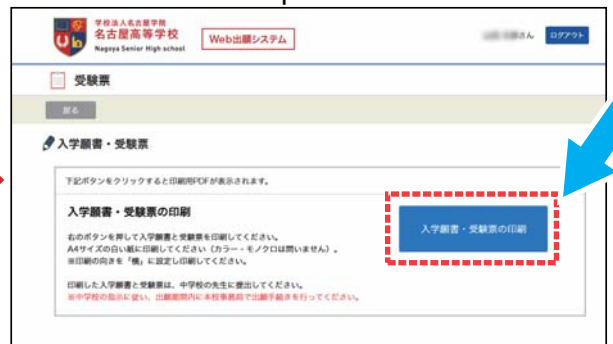 学校法人名古屋学院
名古屋高等学校
Nagoya Senior High school
Web出願システム
さん
ログアウト
受験票
戻る
入学願書・受験票
下記ボタンをクリックすると印刷用PDFが表示されます。
入学願書・受験票の印刷
右のボタンを押して入学願書と受験票を印刷してください。
A4サイズの白い紙に印刷してください（カラー・モノクロは問いません）。
※印刷の向きを「横」に設定し印刷してください。
印刷した入学願書と受験票は、中学校の先生に提出してください。
※中学校の指示に従い、出願期間内に本校事務局で出願手続きを行ってください。
入学願書・受験票の印刷